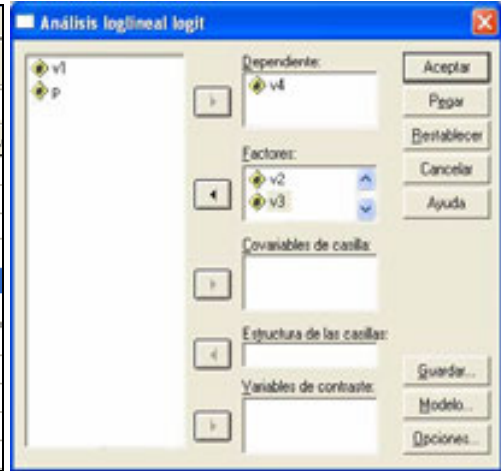 Análisis loglineal logit
v1
p
Dependiente:
v4
Factores:
v2
v3
Covariables de casilla:
Estructura de las casillas:
Variables de contraste:
Aceptar
Pegar
Restablecer
Cancelar
Ayuda
Guardar...
Modelo...
Opciones...